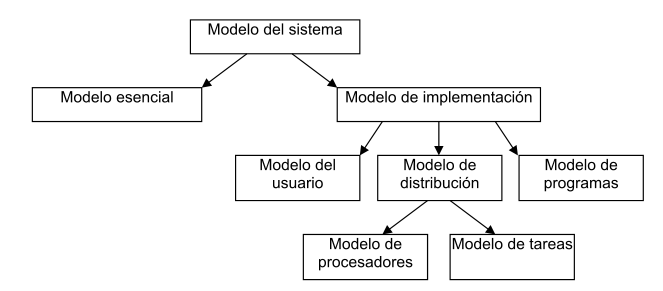 Modelo del sistema
Modelo esencial
Modelo de implementación
Modelo del
usuario
Modelo de
distribución
Modelo de
programas
Modelo de
procesadores
Modelo de tareas